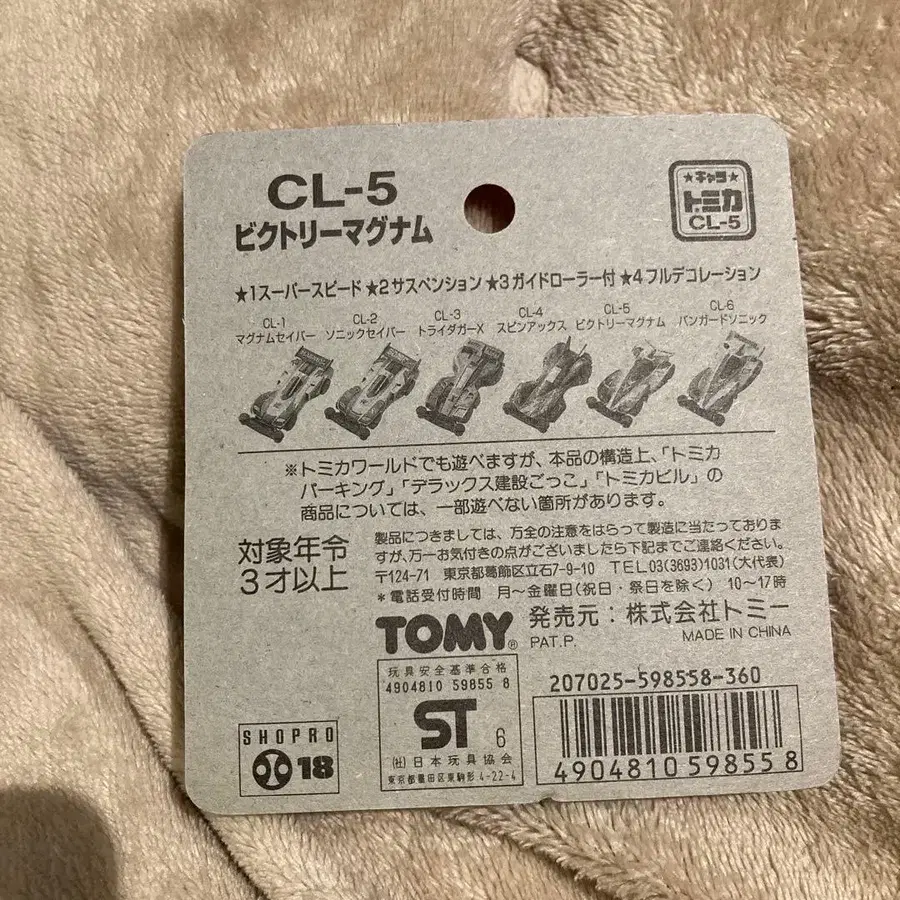 CL-5
ビクトリーマグナム
★キャラ★
トミカ
CL-5
★1スーパースピード ★2サスペンション ★3ガイドローラー付 ★4フルデコレーション
CL-1 CL-2 CL-3 CL-4 CL-5 CL-6
マグナムセイバー ソニックセイバー トライダガーX スピンアックス ビクトリーマグナム バンガードソニック
※トミカワールドでも遊べますが、本品の構造上、「トミカ
パーキング」「デラックス建設ごっこ」「トミカビル」の
商品については、一部遊べない箇所があります。
対象年令
3才以上
製品につきましては、万全の注意をはらって製造に当たっておりま
すが、万一お気付きの点がございましたら下記までご連絡ください。
〒124-71 東京都葛飾区立石7-9-10 TEL03(3693)1031(大代表)
*電話受付時間 月~金曜日(祝日・祭日を除く) 10~17時
TOMY®
発売元:株式会社トミー
PAT.P. MADE IN CHINA
玩具安全基準合格
4904810 59855 8
ST 6
(社)日本玩具協会
東京都墨田区東駒形4-22-4
SHOPRO
18
207025-598558-360
4904810 598558